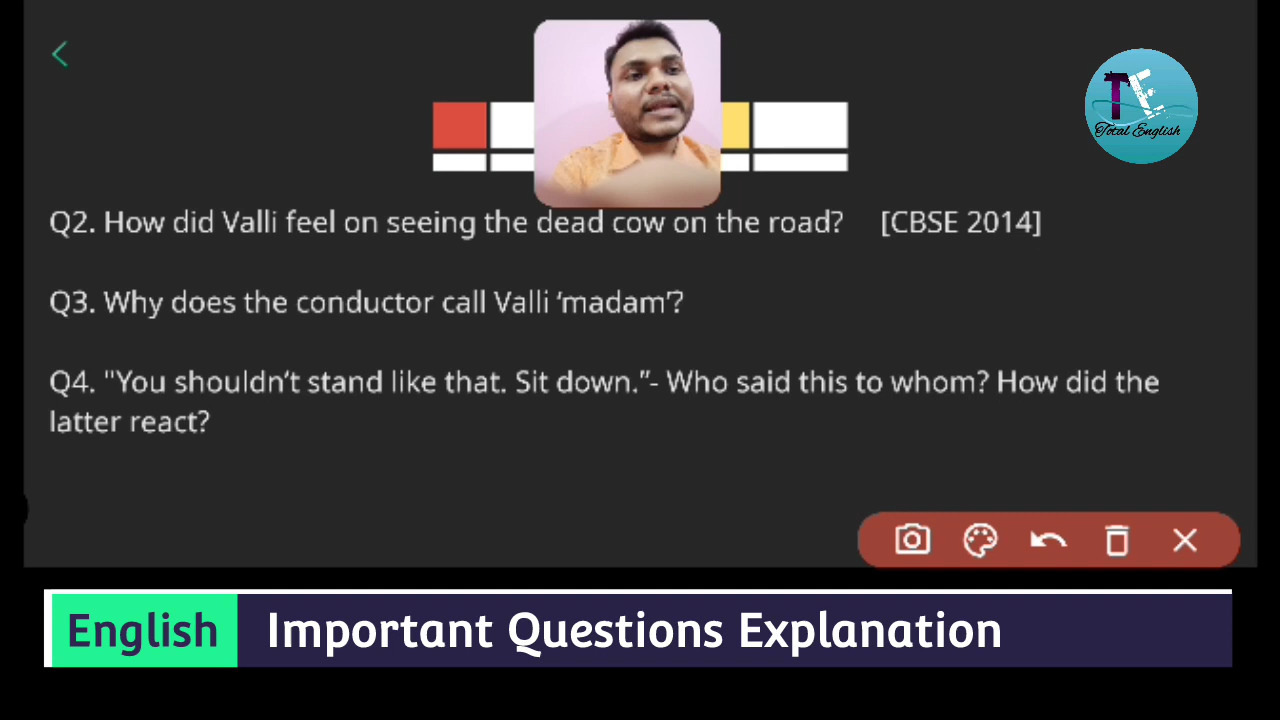 TE
Total English
Q2. How did Valli feel on seeing the dead cow on the road? [CBSE 2014]
Q3. Why does the conductor call Valli ‘madam’?
Q4. "You shouldn’t stand like that. Sit down.”- Who said this to whom? How did the
latter react?
English Important Questions Explanation